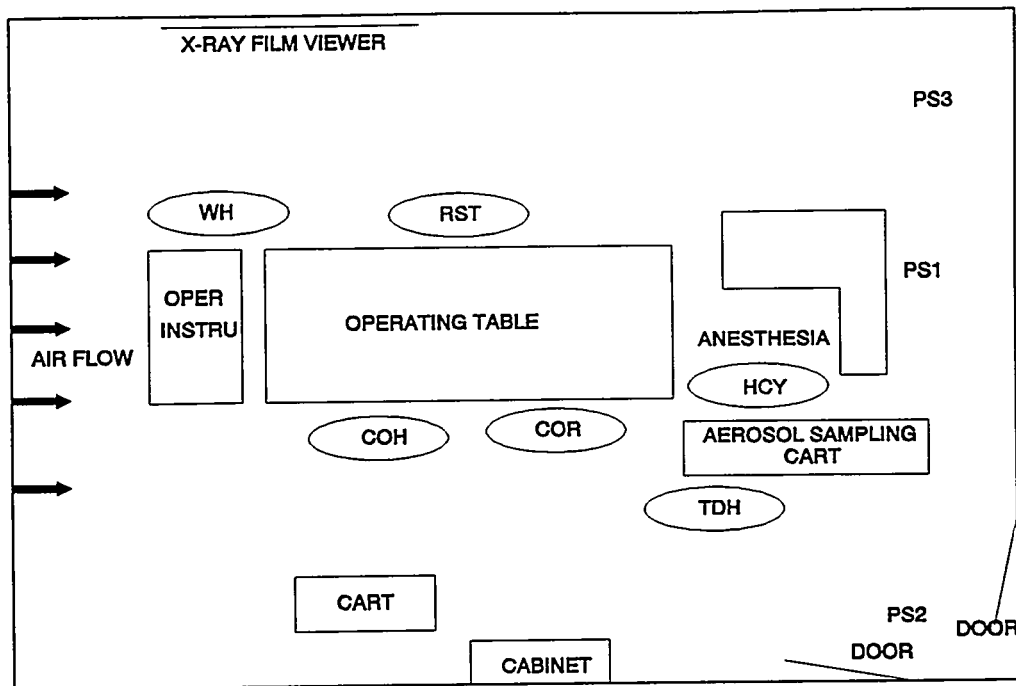 X-RAY FILM VIEWER
PS3
WH
RST
OPER
INSTRU
OPERATING TABLE
PS1
AIR FLOW
ANESTHESIA
HCY
COH
COR
AEROSOL SAMPLING
CART
TDH
CART
PS2
DOOR
DOOR
CABINET